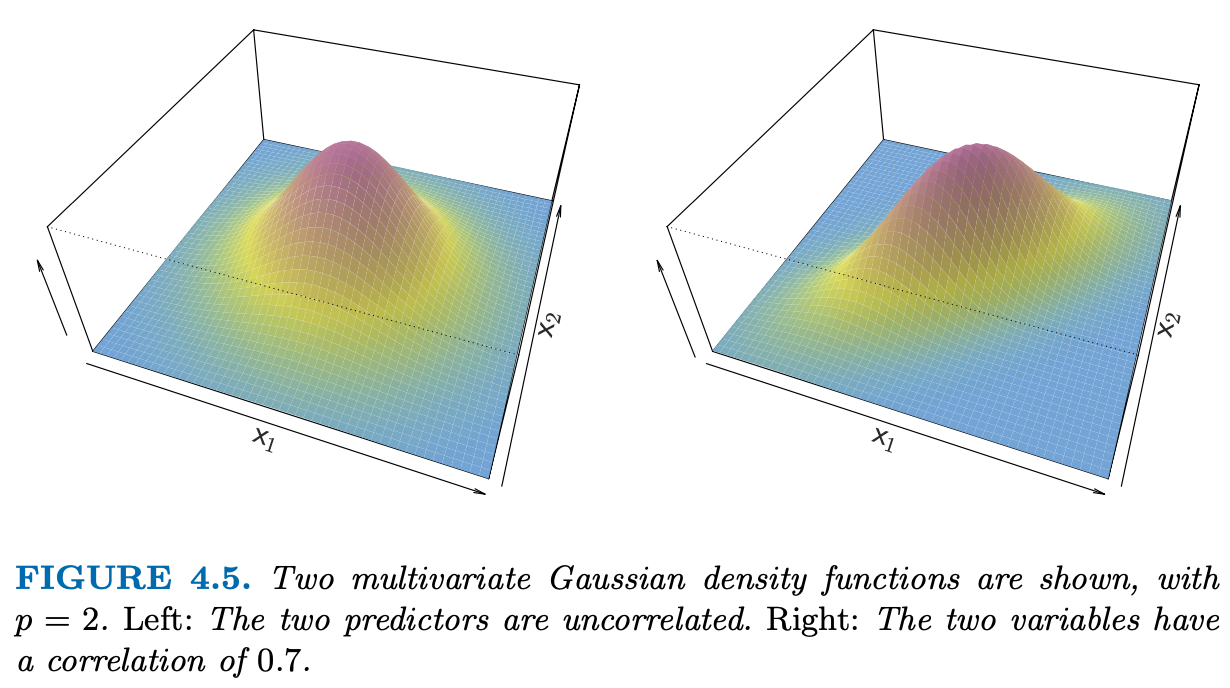 x₁
x₂
x₁
x₂
FIGURE 4.5. Two multivariate Gaussian density functions are shown, with
p = 2. Left: The two predictors are uncorrelated. Right: The two variables have
a correlation of 0.7.